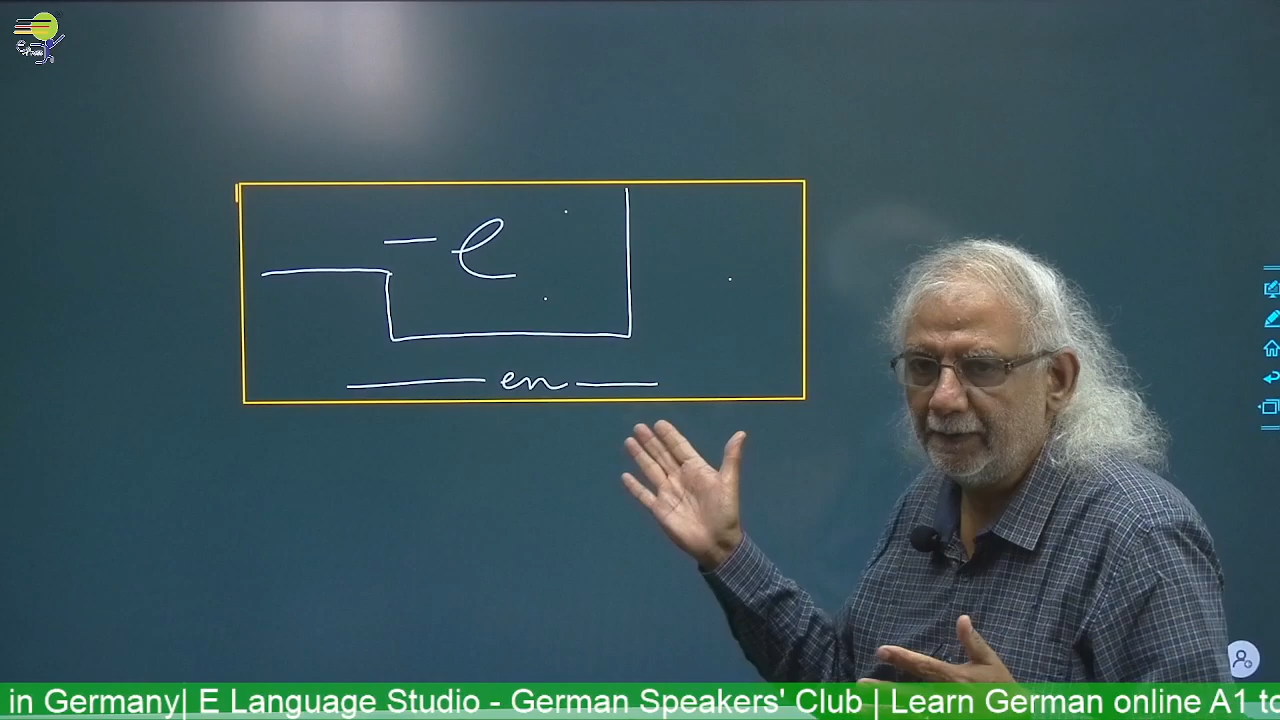 -e
en
in Germany| E Language Studio - German Speakers' Club | Learn German online A1 to